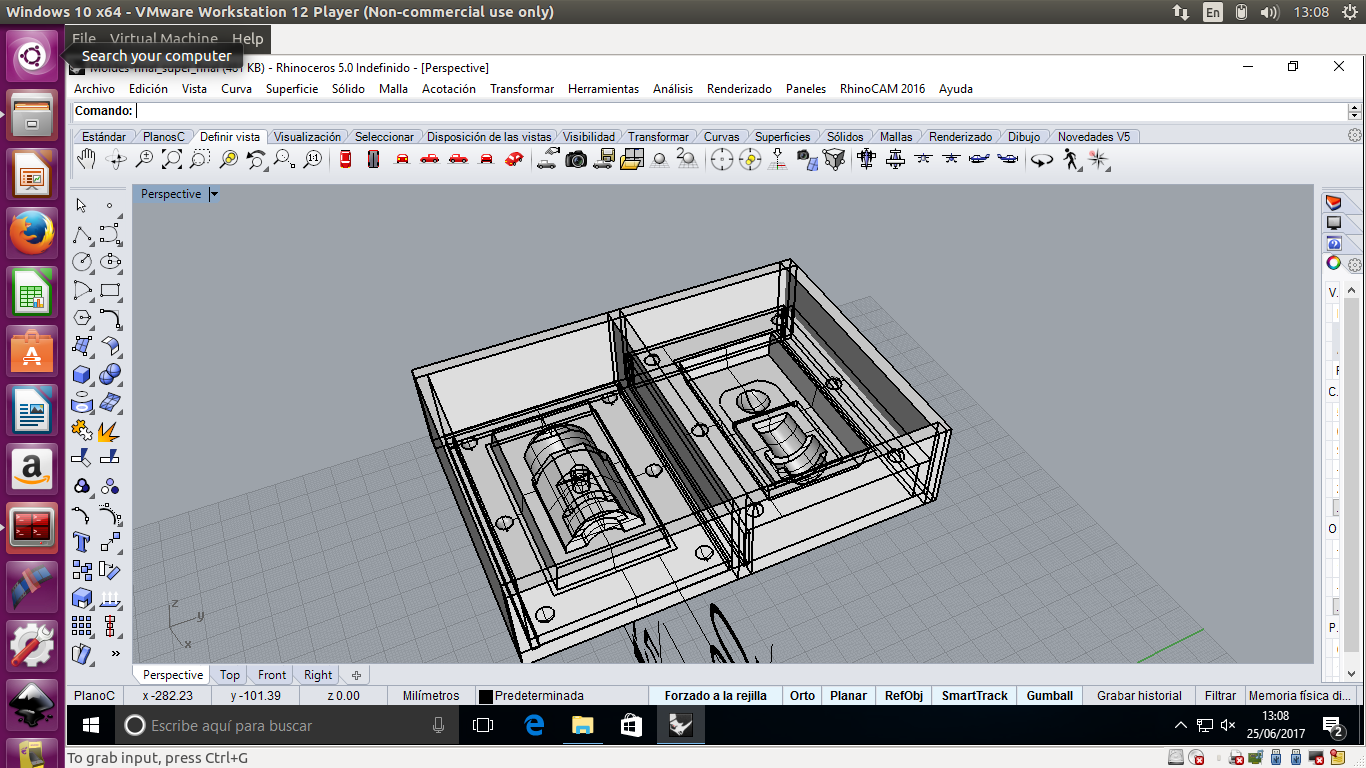 Windows 10 x64 - VMware Workstation 12 Player (Non-commercial use only)
En
13:08
File Virtual Machine Help
Search your computer
Moldes-final_super_final (401 KB) - Rhinoceros 5.0 Indefinido - [Perspective]
Archivo Edición Vista Curva Superficie Sólido Malla Acotación Transformar Herramientas Análisis Renderizado Paneles RhinoCAM 2016 Ayuda
Comando:
Estándar PlanosC Definir vista Visualización Seleccionar Disposición de las vistas Visibilidad Transformar Curvas Superficies Sólidos Mallas Renderizado Dibujo Novedades V5
Perspective
V.
C.
O
P.
z
y
x
Perspective Top Front Right
PlanoC x -282.23 y -101.39 z 0.00 Milímetros Predeterminada Forzado a la rejilla Orto Planar RefObj SmartTrack Gumball Grabar historial Filtrar Memoria física di...
Escribe aquí para buscar
13:08
25/06/2017
2
To grab input, press Ctrl+G